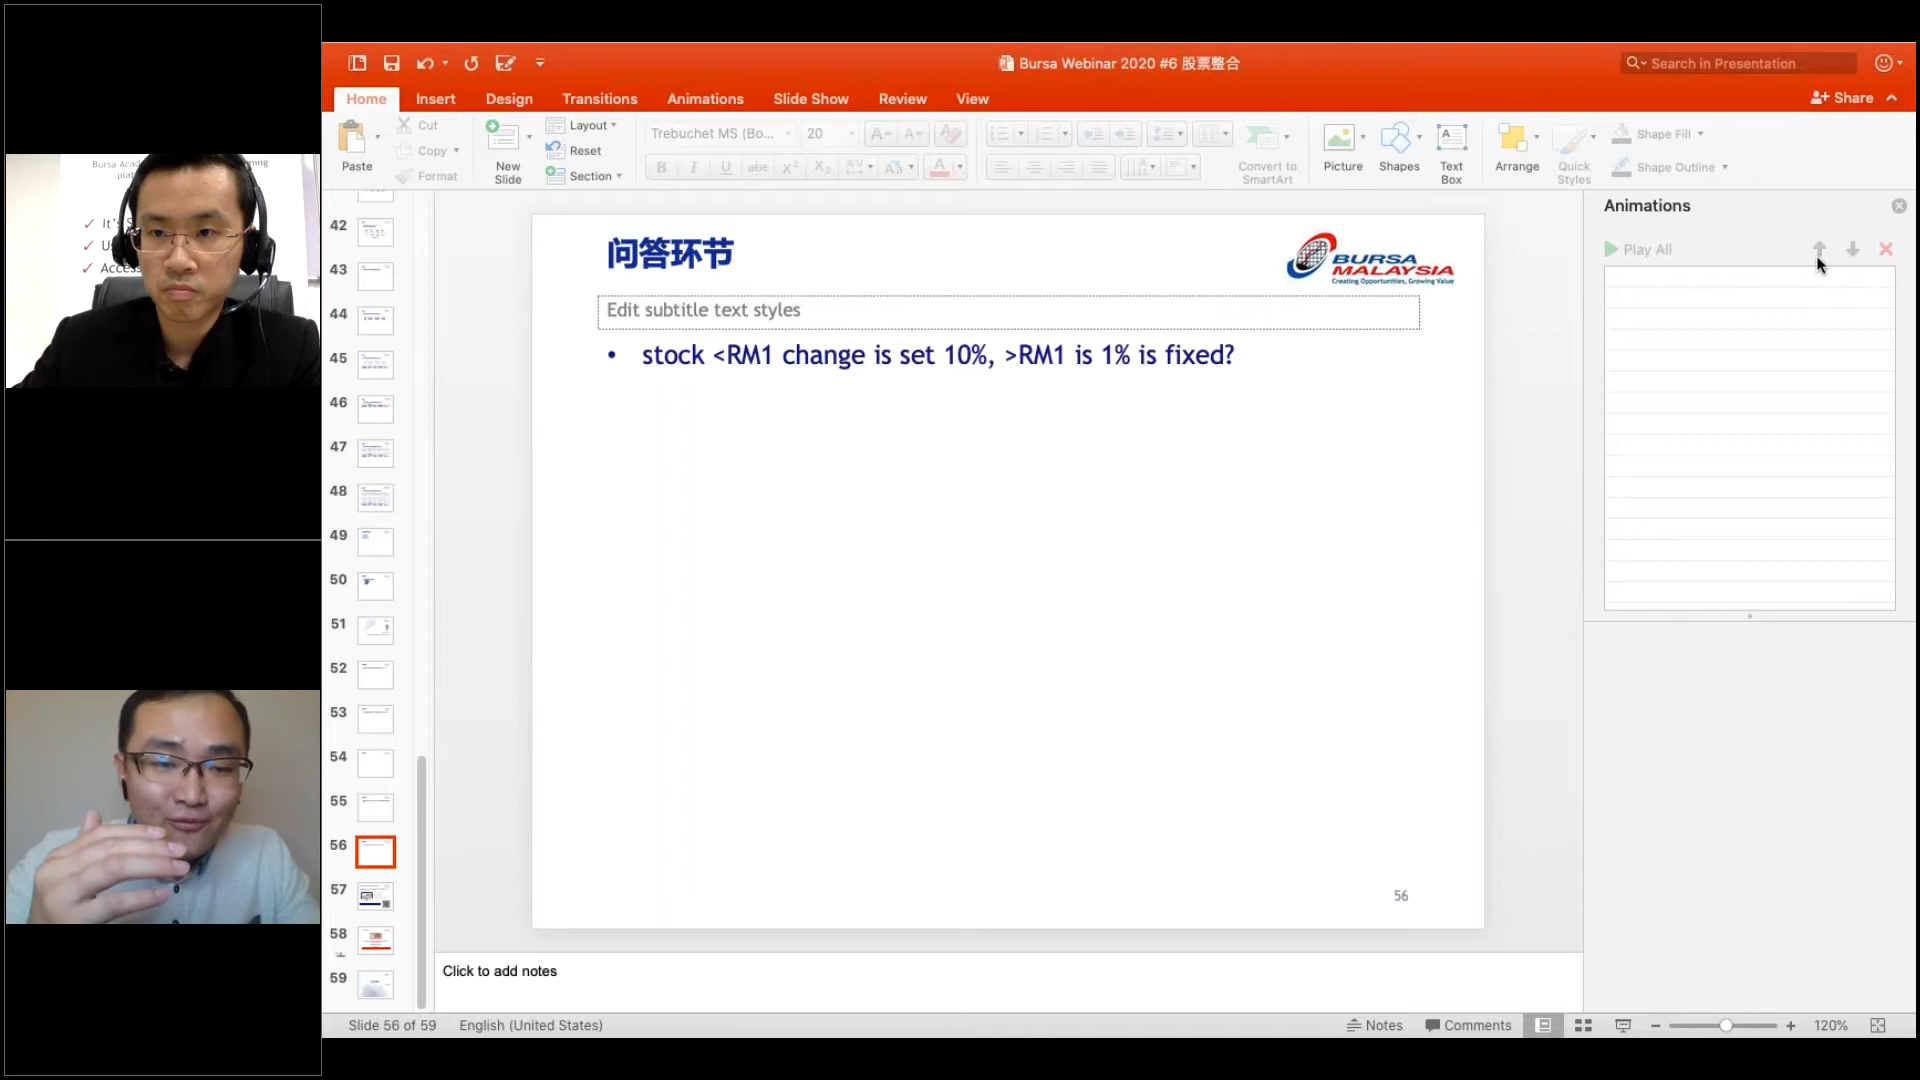 Bursa Webinar 2020 #6 股票整合
Search in Presentation
Home
Insert
Design
Transitions
Animations
Slide Show
Review
View
Share
Paste
Cut
Copy
Format
New Slide
Layout
Reset
Section
Trebuchet MS (Bo...
20
Convert to SmartArt
Picture
Shapes
Text Box
Arrange
Quick Styles
Shape Fill
Shape Outline
Bursa Acad
Access
42
43
44
45
46
47
48
49
50
51
52
53
54
55
56
57
58
59
问答环节
BURSA
MALAYSIA
Creating Opportunities, Growing Value
Edit subtitle text styles
• stock <RM1 change is set 10%, >RM1 is 1% is fixed?
56
Animations
Play All
Click to add notes
Slide 56 of 59
English (United States)
Notes
Comments
120%